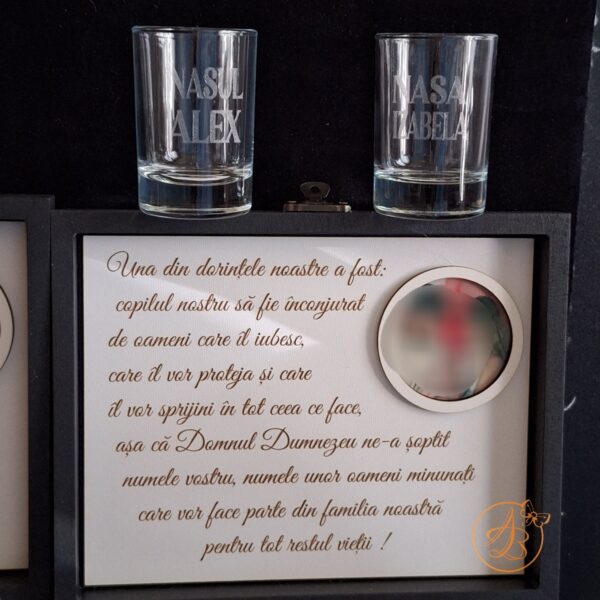 NASUL
ALEX
NASA
IZABELA
Una din dorințele noastre a fost:
copilul nostru să fie înconjurat
de oameni care îl iubesc,
care îl vor proteja și care
îl vor sprijini în tot ceea ce face,
așa că Domnul Dumnezeu ne-a șoptit
numele vostru, numele unor oameni minunați
care vor face parte din familia noastră
pentru tot restul vieții !
AB